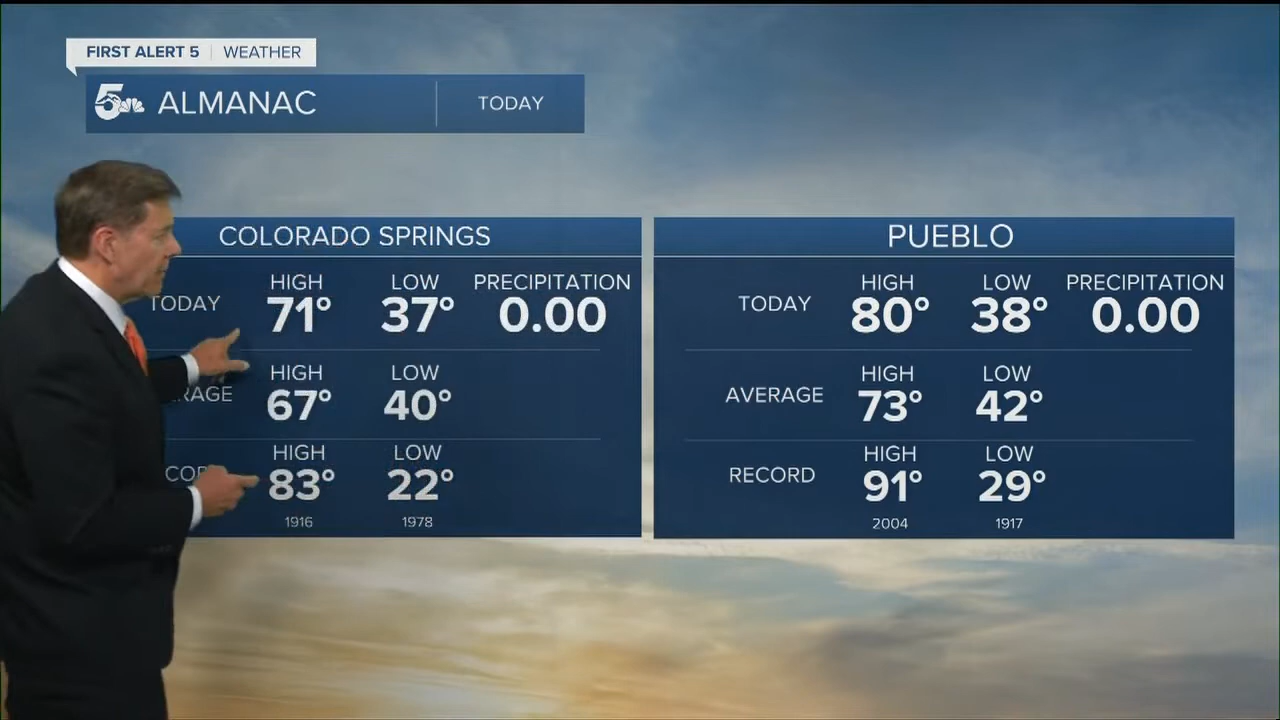 FIRST ALERT 5 | WEATHER
5 ALMANAC TODAY
COLORADO SPRINGS
HIGH LOW PRECIPITATION
TODAY 71° 37° 0.00
HIGH LOW
67° 40°
HIGH LOW
83° 22°
1916 1978
PUEBLO
HIGH LOW PRECIPITATION
TODAY 80° 38° 0.00
HIGH LOW
AVERAGE 73° 42°
HIGH LOW
RECORD 91° 29°
2004 1917